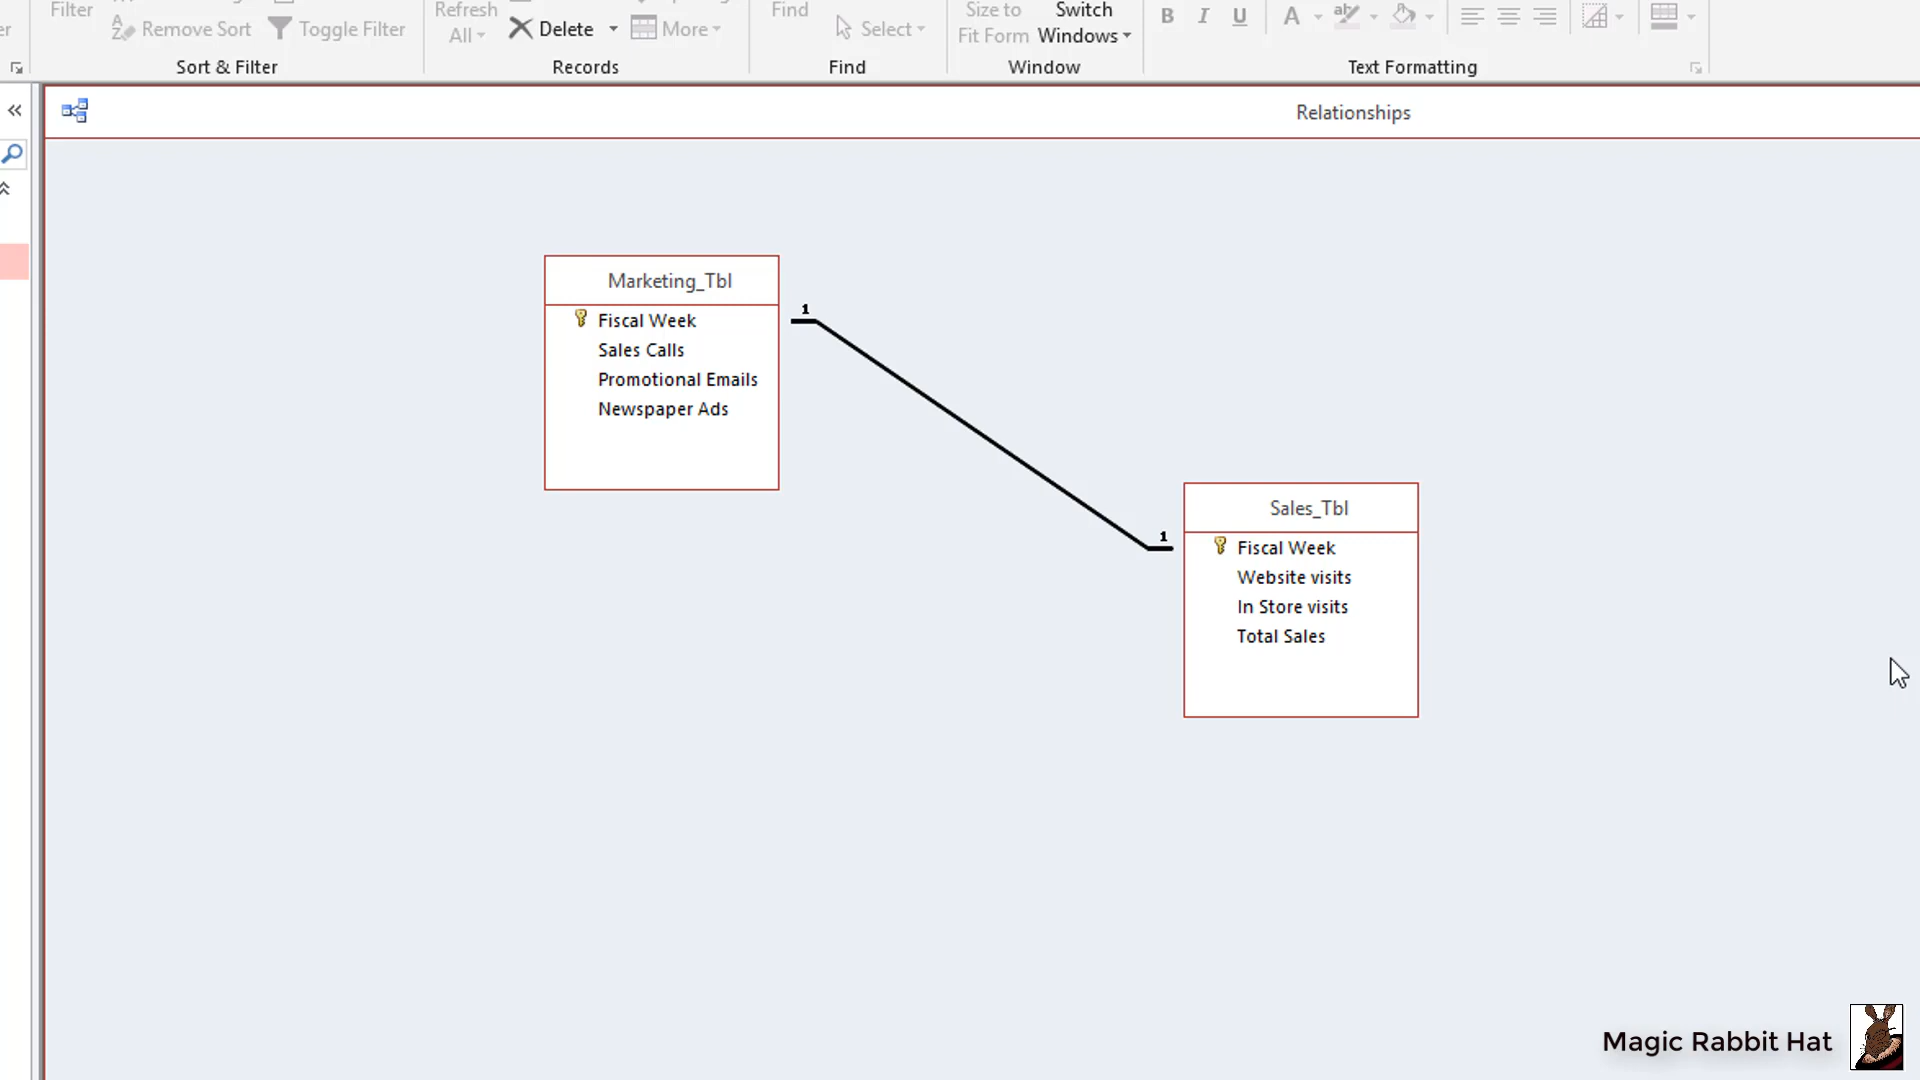 Filter
Remove Sort
Toggle Filter
Sort & Filter
Refresh
All
Delete
More
Records
Find
Select
Find
Size to
Fit Form
Switch
Windows
Window
B I U A
Text Formatting
Relationships
Marketing_Tbl
Fiscal Week
Sales Calls
Promotional Emails
Newspaper Ads
1
1
Sales_Tbl
Fiscal Week
Website visits
In Store visits
Total Sales
Magic Rabbit Hat